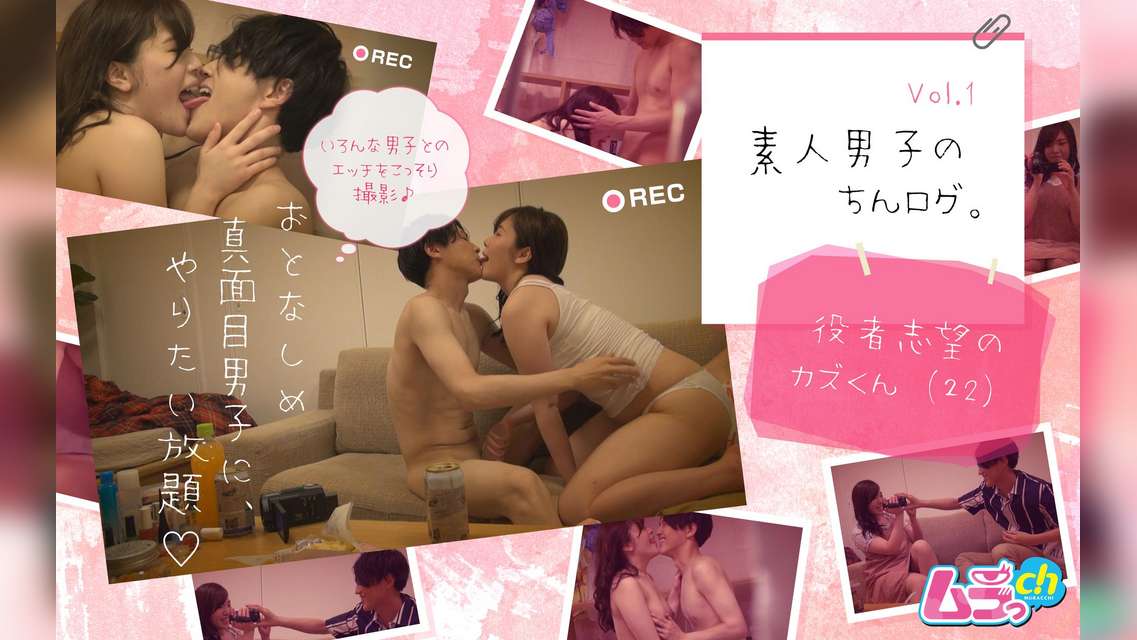 REC
いろんな男子との
エッチをこっそり
撮影♪
REC
おとなしめ
真面目男子に、
やりたい放題♡
Vol.1
素人男子の
ちんログ。
役者志望の
カズくん（22）
ムラっch
MURACCHI